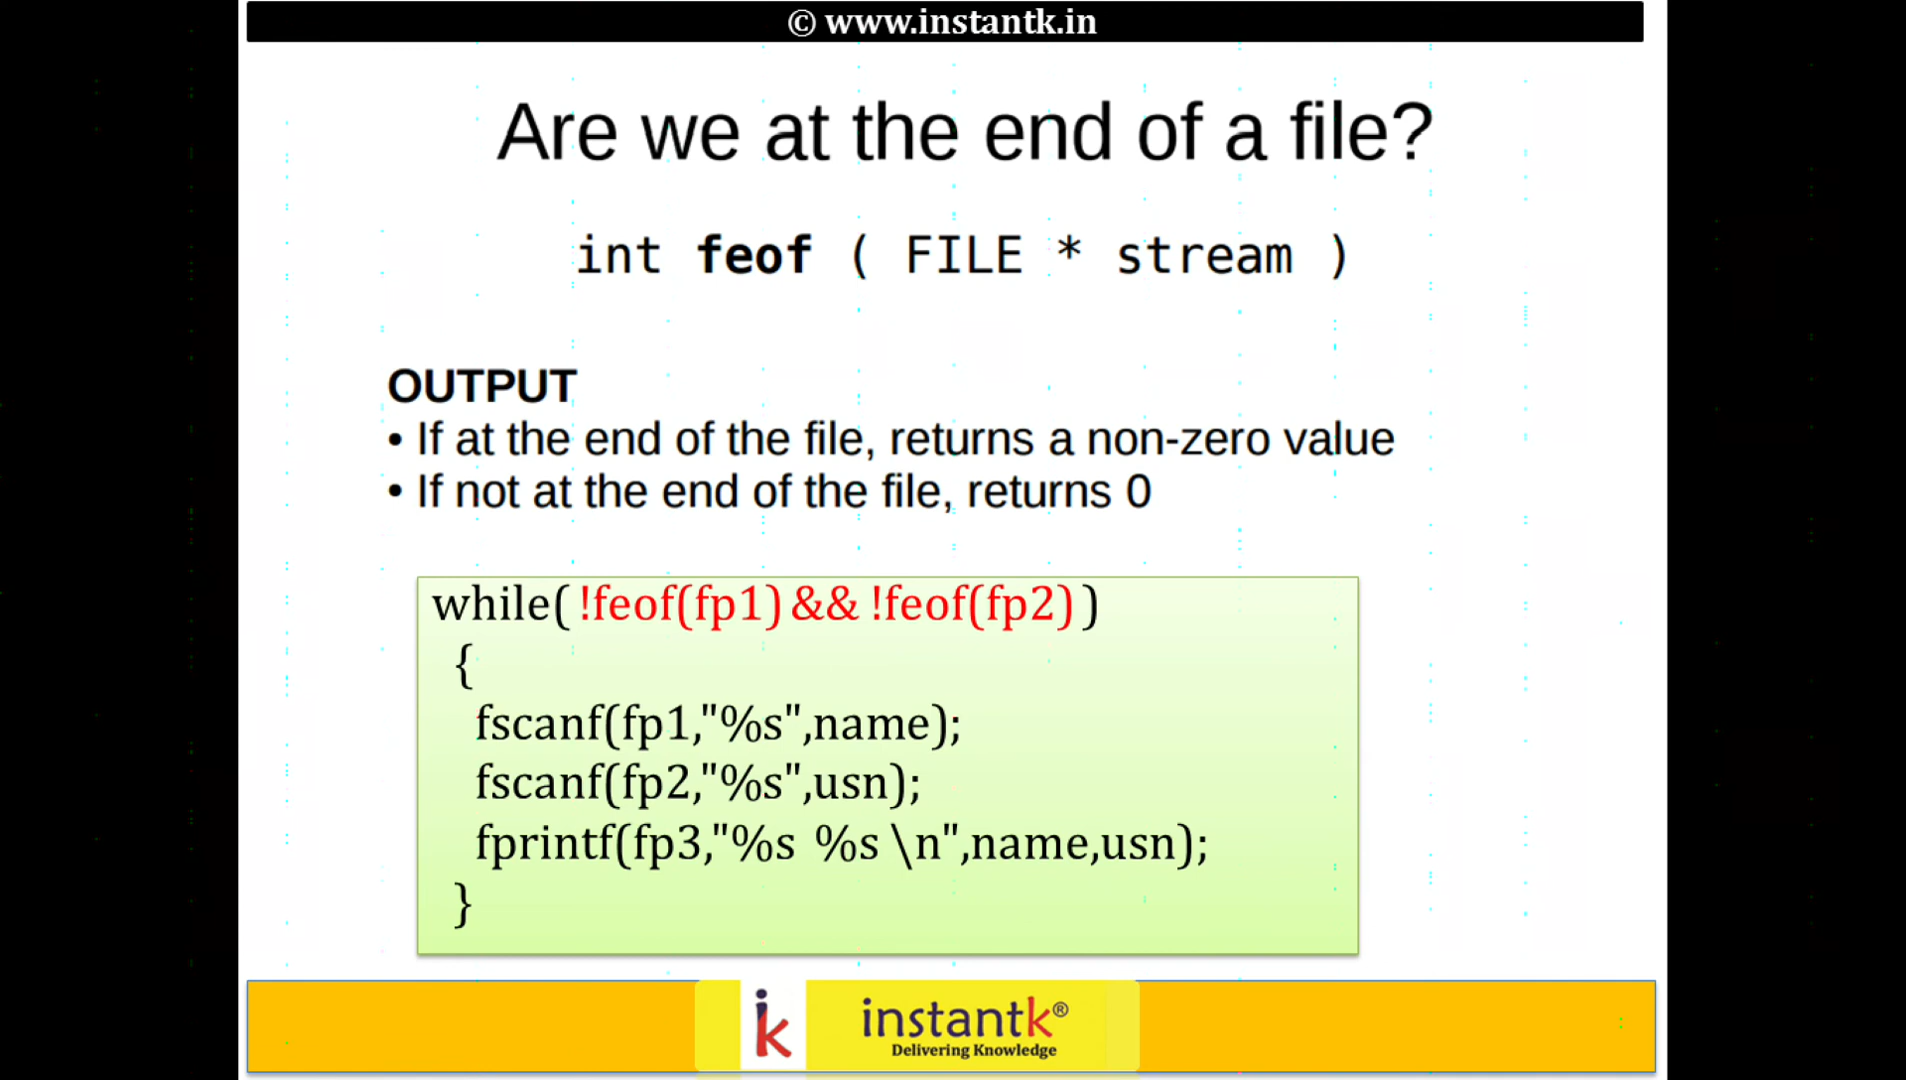 © www.instantk.in
Are we at the end of a file?
int feof ( FILE * stream )
OUTPUT
• If at the end of the file, returns a non-zero value
• If not at the end of the file, returns 0
while( !feof(fp1) && !feof(fp2) )
{
fscanf(fp1,"%s",name);
fscanf(fp2,"%s",usn);
fprintf(fp3,"%s %s \n",name,usn);
}
ik
instantk®
Delivering Knowledge